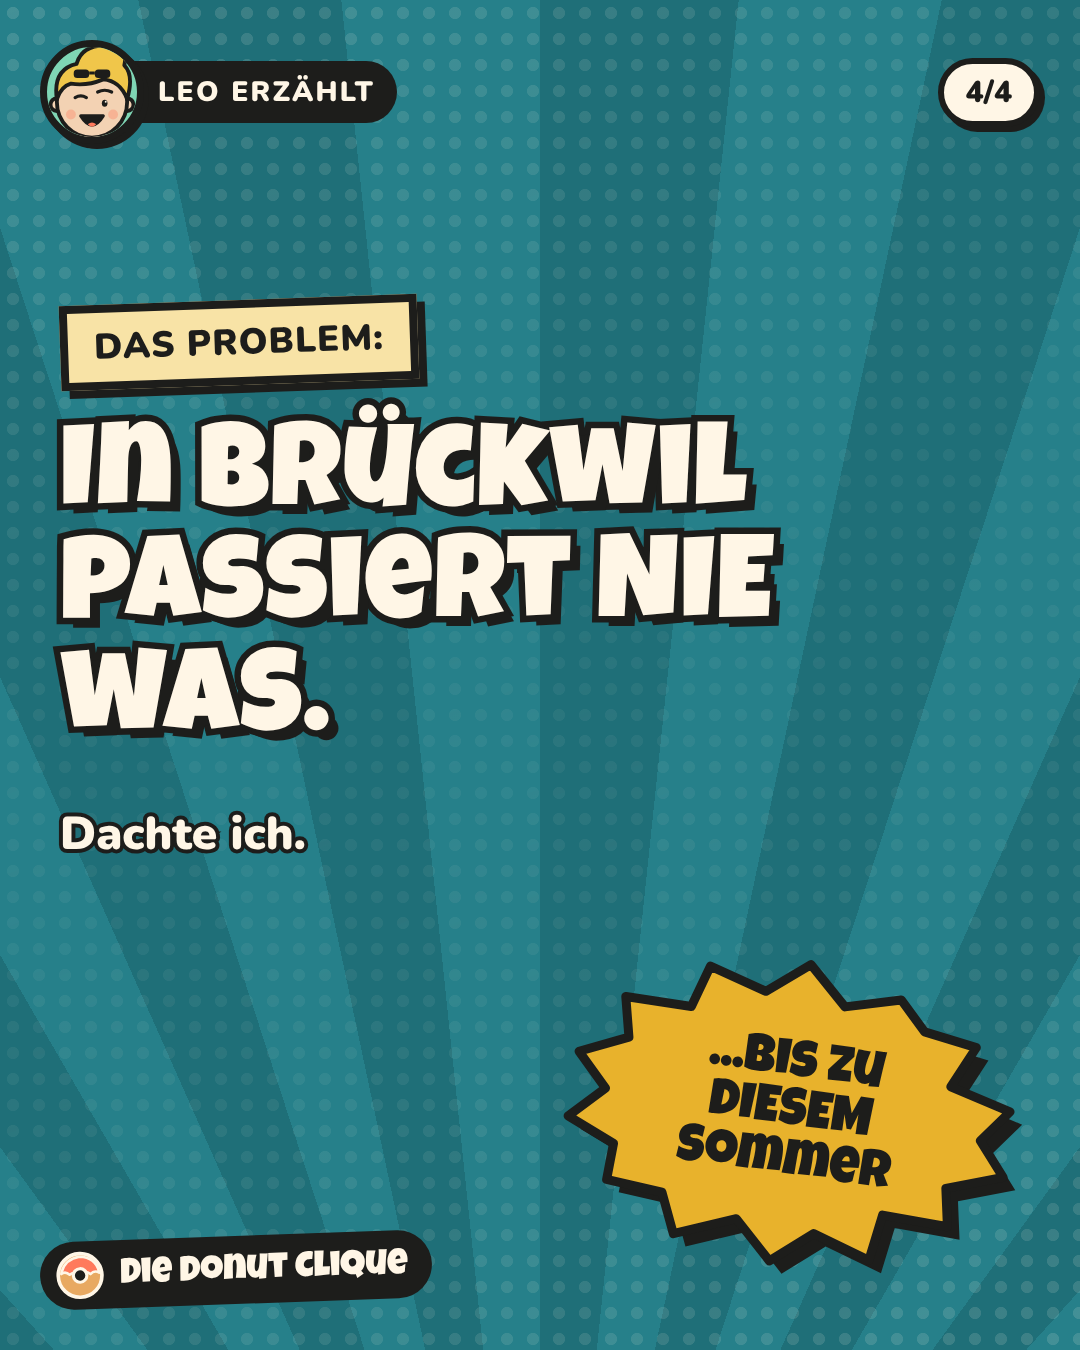 LEO ERZÄHLT
4/4
DAS PROBLEM:
IN BRÜCKWIL
PASSIERT NIE
WAS.
Dachte ich.
...BIS ZU
DIESEM
SOMMER
DIE DONUT CLIQUE